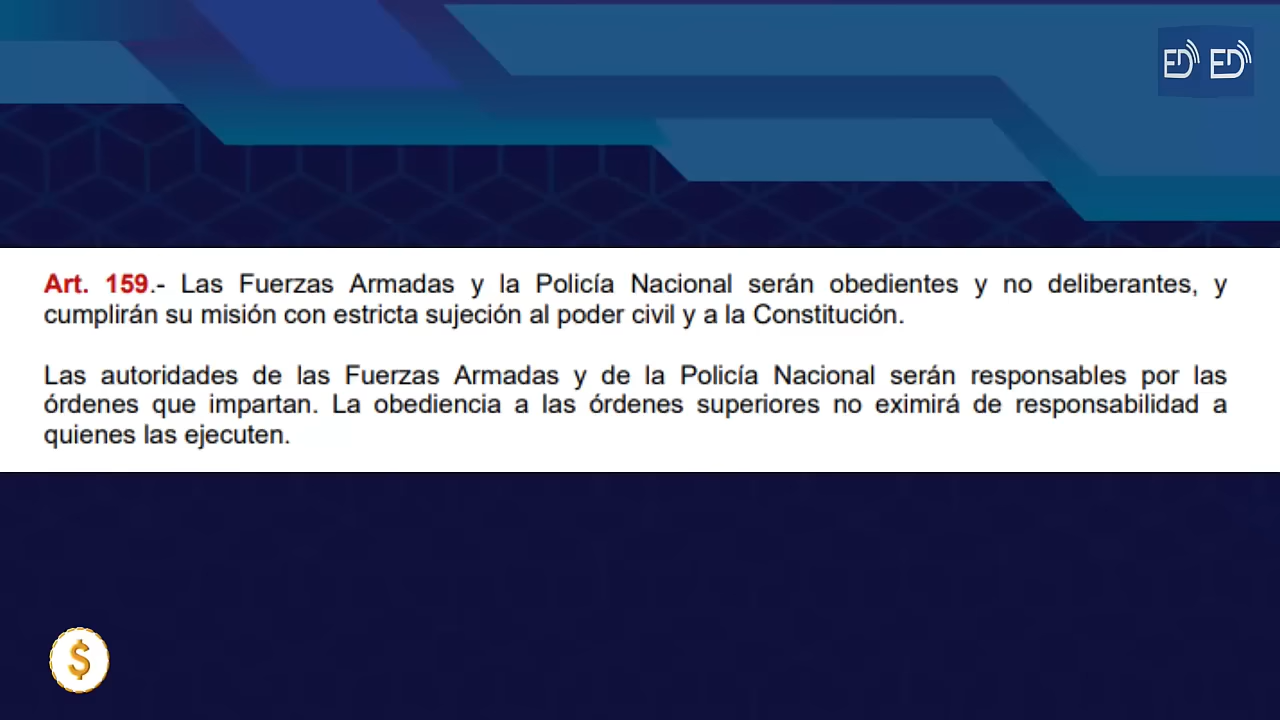 ED ED
Art. 159.- Las Fuerzas Armadas y la Policía Nacional serán obedientes y no deliberantes, y
cumplirán su misión con estricta sujeción al poder civil y a la Constitución.
Las autoridades de las Fuerzas Armadas y de la Policía Nacional serán responsables por las
órdenes que impartan. La obediencia a las órdenes superiores no eximirá de responsabilidad a
quienes las ejecuten.
$